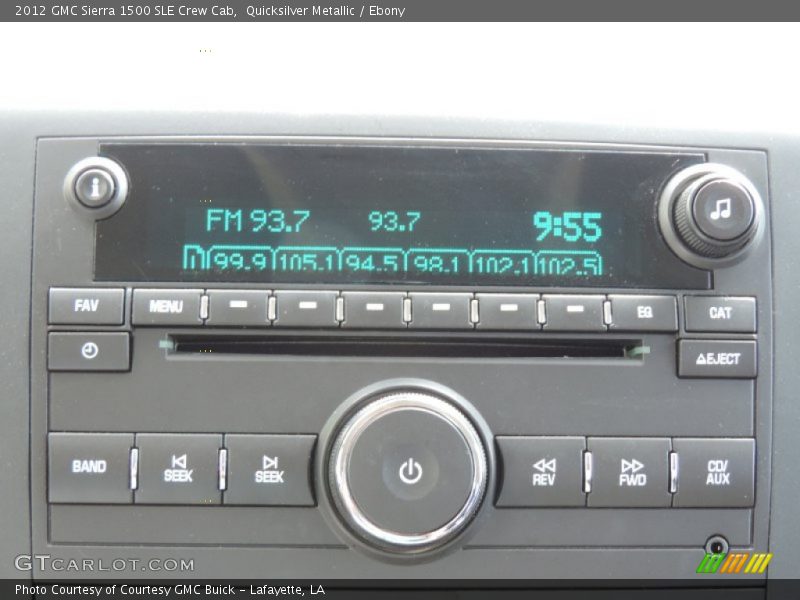 2012 GMC Sierra 1500 SLE Crew Cab, Quicksilver Metallic / Ebony
i
FM 93.7 93.7 9:55
99.9 105.1 94.5 98.1 102.1 102.5
FAV MENU EQ CAT
EJECT
BAND SEEK SEEK REV FWD CD/
AUX
GTCARLOT.COM
Photo Courtesy of Courtesy GMC Buick - Lafayette, LA